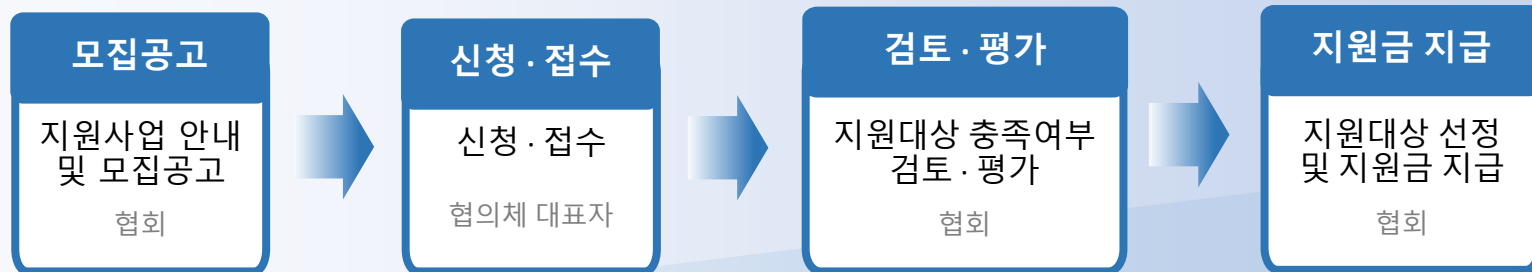 모집공고
지원사업 안내
및 모집공고
협회
신청 · 접수
신청 · 접수
협의체 대표자
검토 · 평가
지원대상 충족여부
검토 · 평가
협회
지원금 지급
지원대상 선정
및 지원금 지급
협회